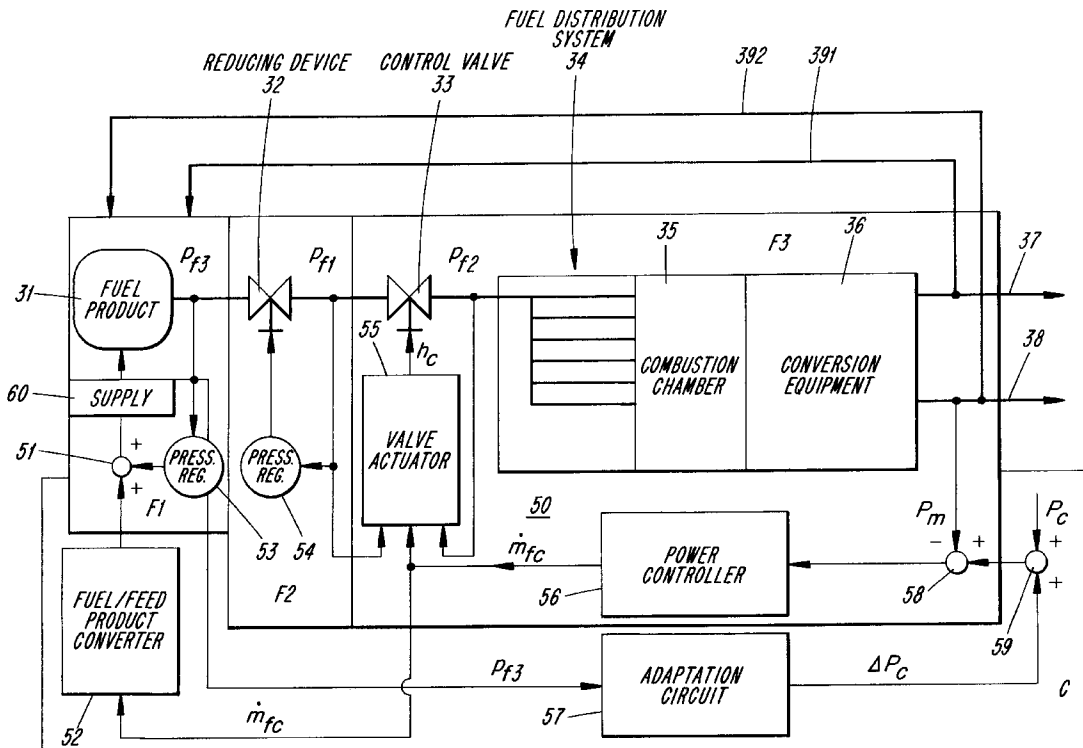 FUEL DISTRIBUTION
SYSTEM
34
392
391
REDUCING DEVICE
32
CONTROL VALVE
33
35
F3
36
37
Pf3
Pf1
Pf2
31
FUEL
PRODUCT
55
hc
38
COMBUSTION
CHAMBER
CONVERSION
EQUIPMENT
60
SUPPLY
VALVE
ACTUATOR
51
+
+
PRESS.
REG.
PRESS.
REG.
F1
53
54
50
Pm
Pc
ṁfc
POWER
CONTROLLER
-
+
+
+
56
58
59
F2
FUEL/FEED
PRODUCT
CONVERTER
Pf3
ADAPTATION
CIRCUIT
ΔPc
C
ṁfc
52
57